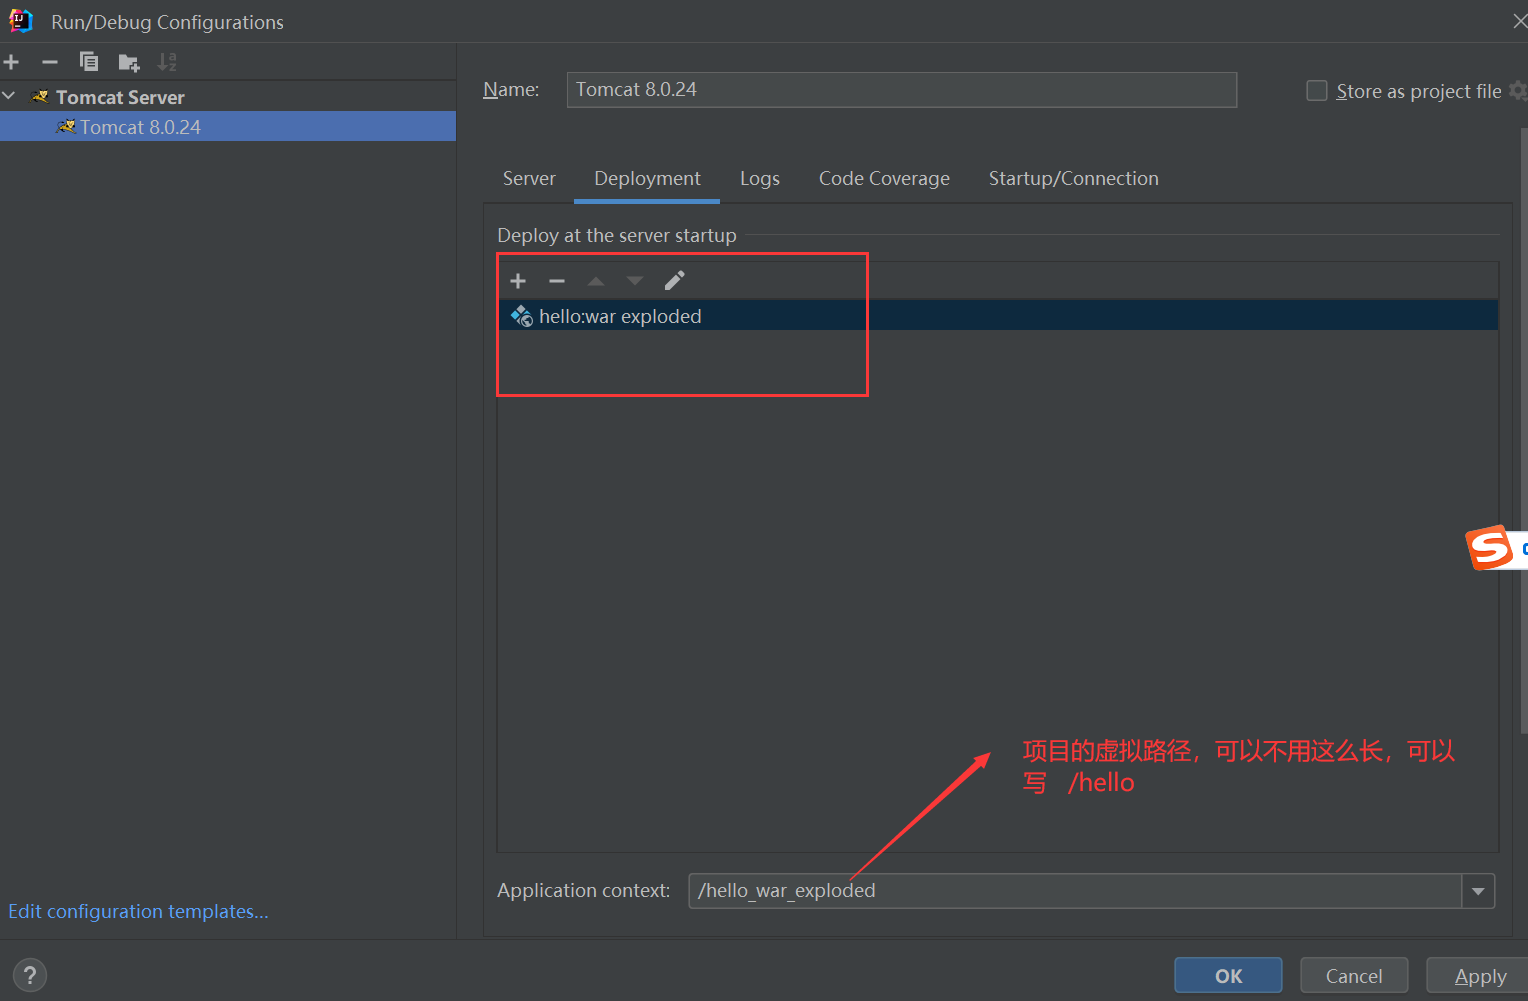 Run/Debug Configurations
Tomcat Server
Tomcat 8.0.24
Name:
Tomcat 8.0.24
Store as project file
Server
Deployment
Logs
Code Coverage
Startup/Connection
Deploy at the server startup
hello:war exploded
项目的虚拟路径，可以不用这么长，可以
写 /hello
Application context:
/hello_war_exploded
Edit configuration templates...
?
OK
Cancel
Apply